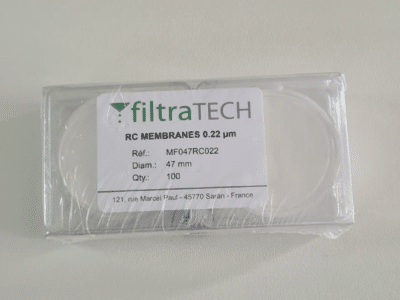 filtraTECH
RC MEMBRANES 0.22 µm
Réf.: MF047RC022
Diam.: 47 mm
Qty.: 100
121, rue Marcel Paul - 45770 Saran - France